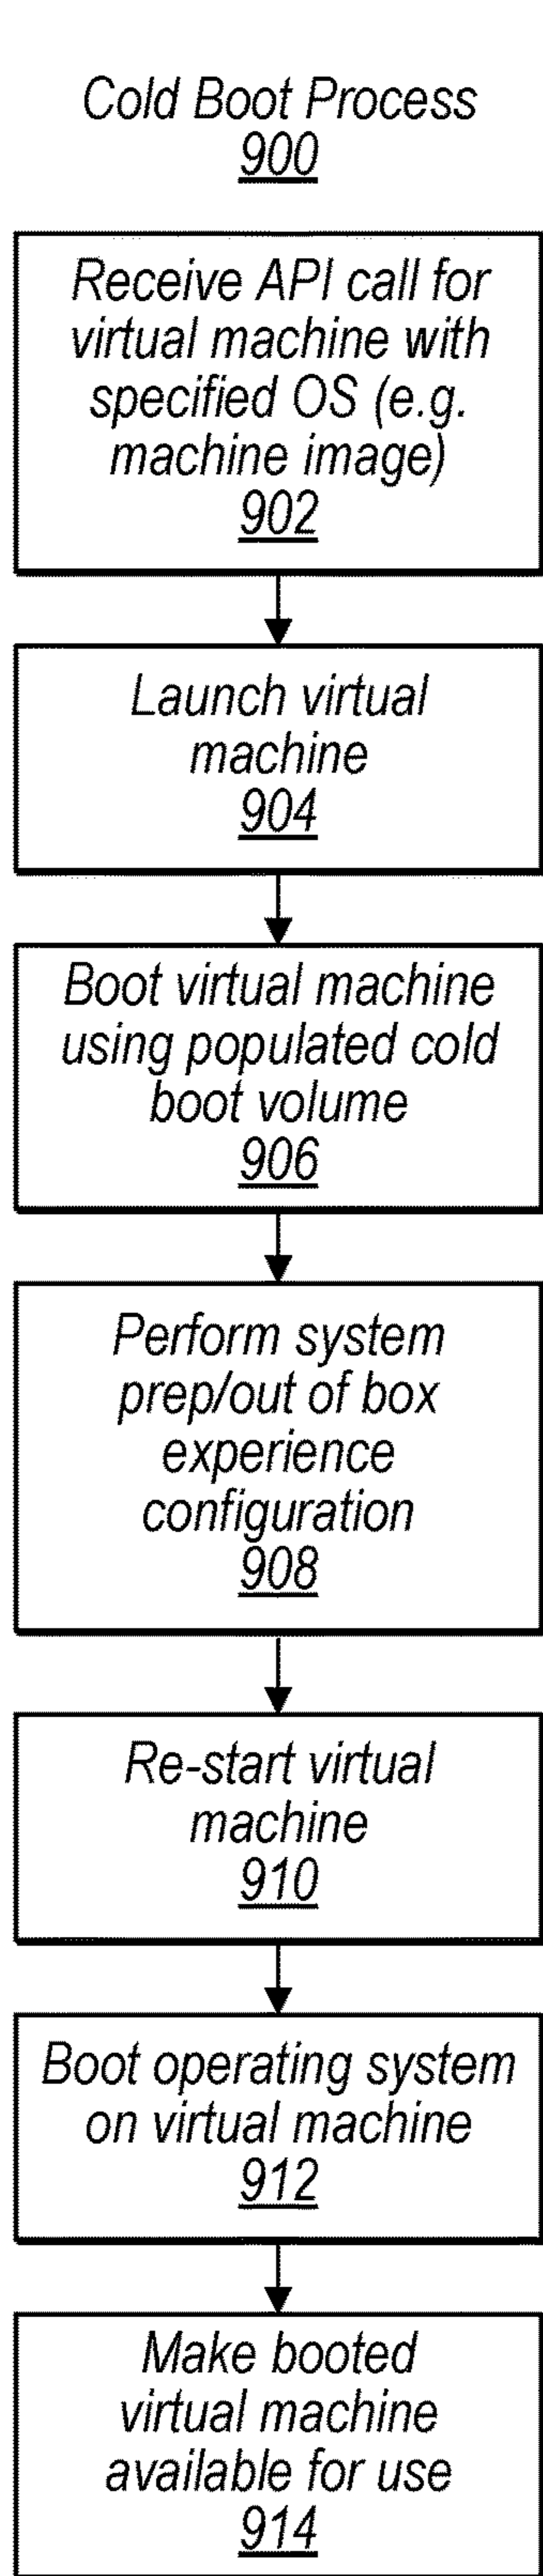 Cold Boot Process
900
Receive API call for
virtual machine with
specified OS (e.g.
machine image)
902
Launch virtual
machine
904
Boot virtual machine
using populated cold
boot volume
906
Perform system
prep/out of box
experience
configuration
908
Re-start virtual
machine
910
Boot operating system
on virtual machine
912
Make booted
virtual machine
available for use
914